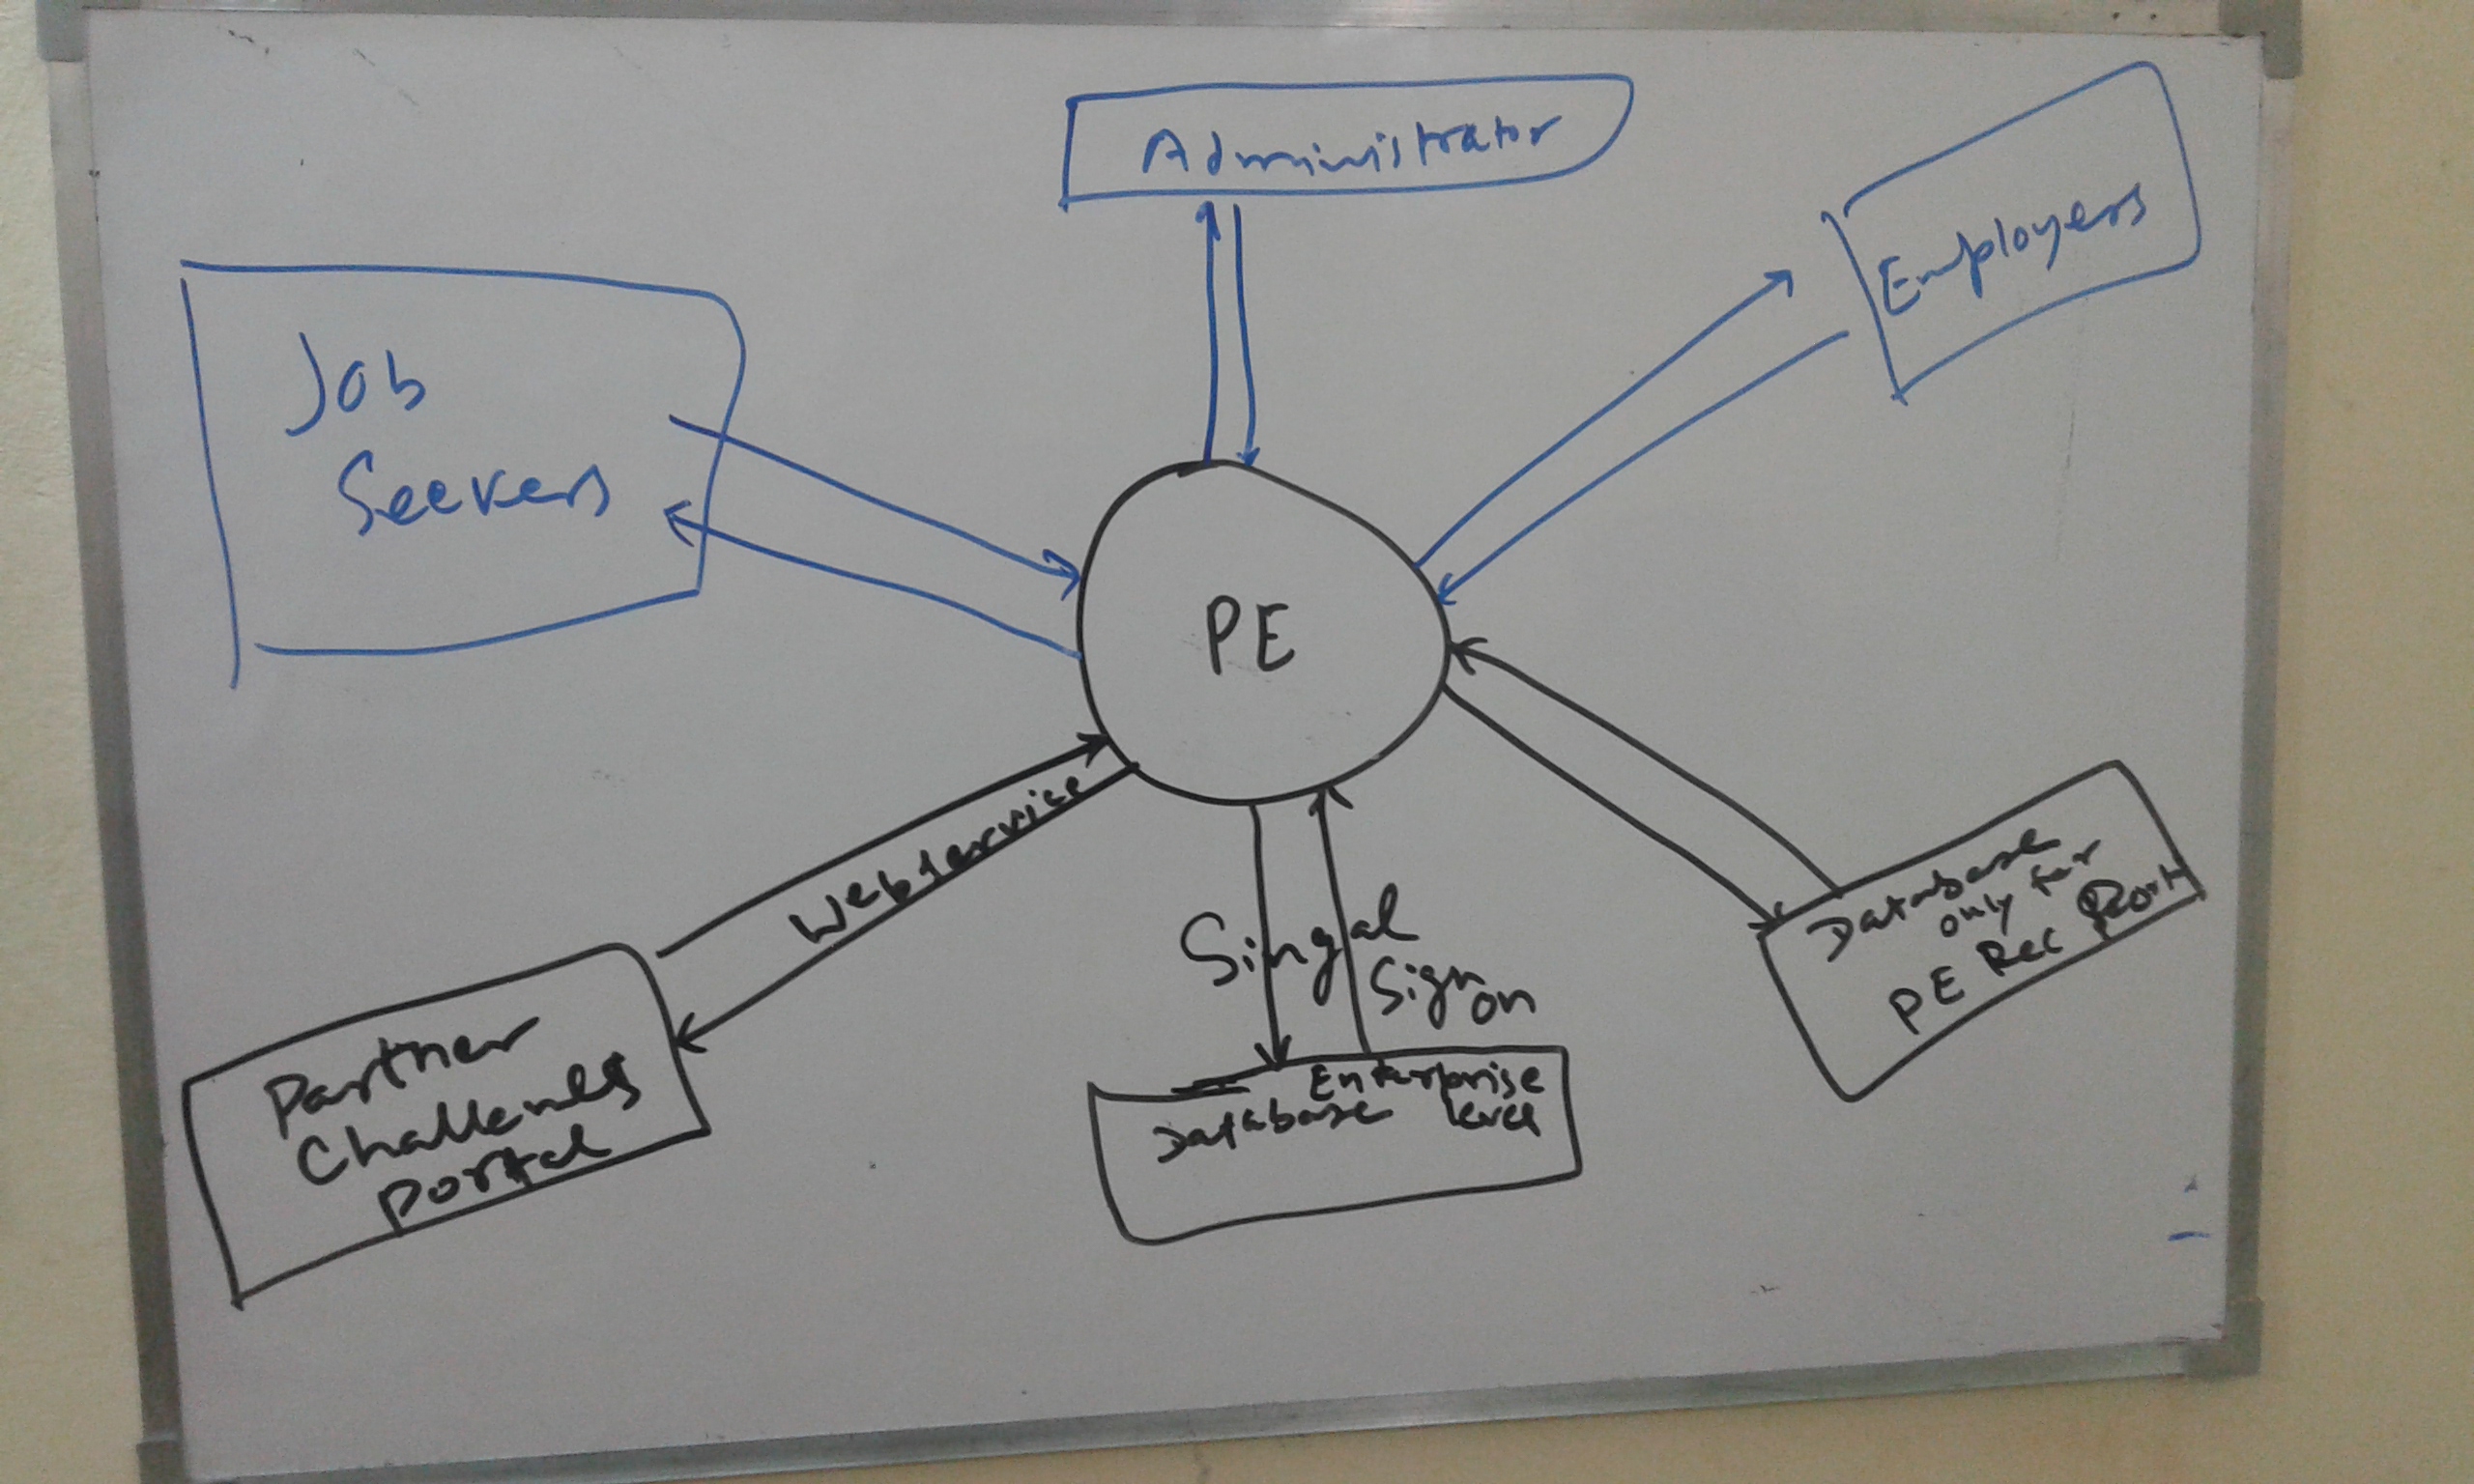 Administrator
Employers
Job
Seekers
PE
Webservice
Singal
Sign on
Database
only for
PE Rec Port
Partner
Challenges
portal
Enterprise
Database level